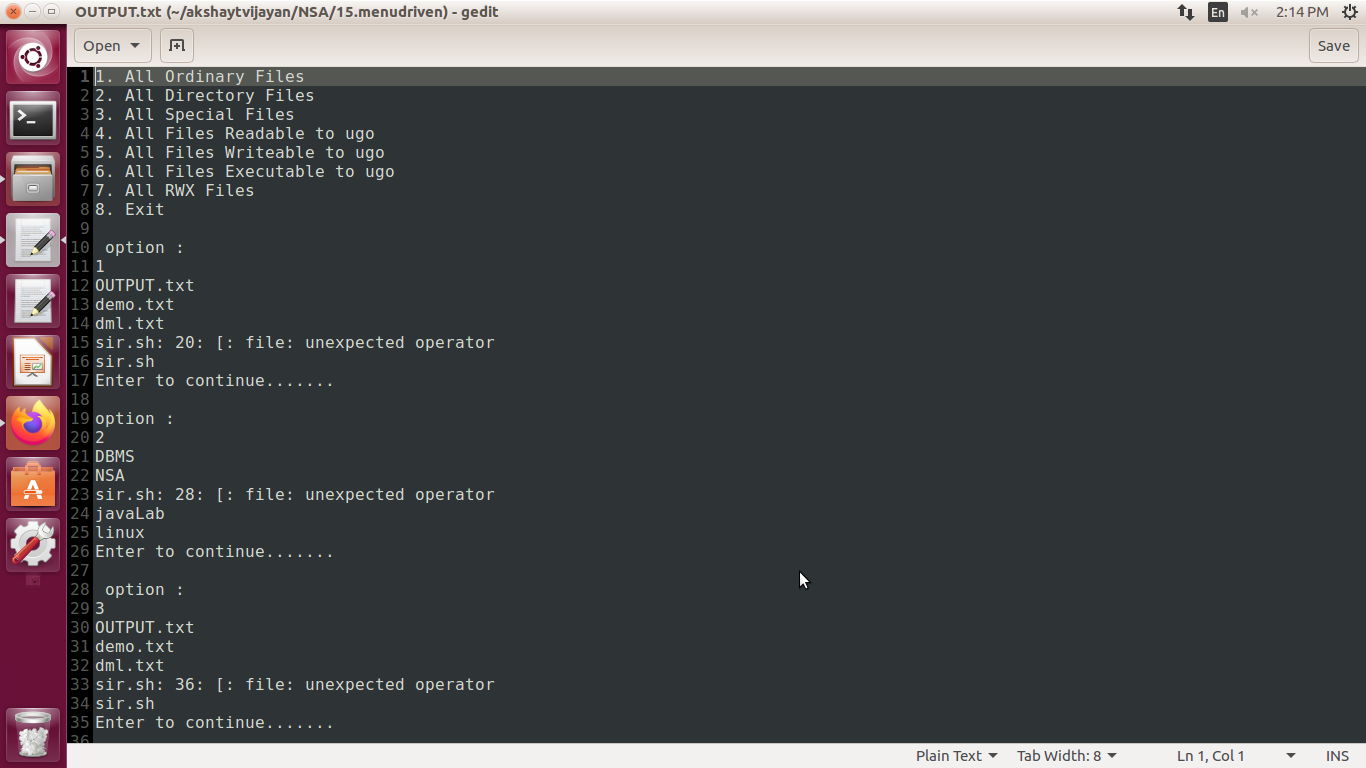 OUTPUT.txt (~/akshaytvijayan/NSA/15.menudriven) - gedit
En
2:14 PM
Open
Save
1 1. All Ordinary Files
2 2. All Directory Files
3 3. All Special Files
4 4. All Files Readable to ugo
5 5. All Files Writeable to ugo
6 6. All Files Executable to ugo
7 7. All RWX Files
8 8. Exit
9
10  option :
11 1
12 OUTPUT.txt
13 demo.txt
14 dml.txt
15 sir.sh: 20: [: file: unexpected operator
16 sir.sh
17 Enter to continue.......
18
19 option :
20 2
21 DBMS
22 NSA
23 sir.sh: 28: [: file: unexpected operator
24 javaLab
25 linux
26 Enter to continue.......
27
28  option :
29 3
30 OUTPUT.txt
31 demo.txt
32 dml.txt
33 sir.sh: 36: [: file: unexpected operator
34 sir.sh
35 Enter to continue.......
36
Plain Text
Tab Width: 8
Ln 1, Col 1
INS